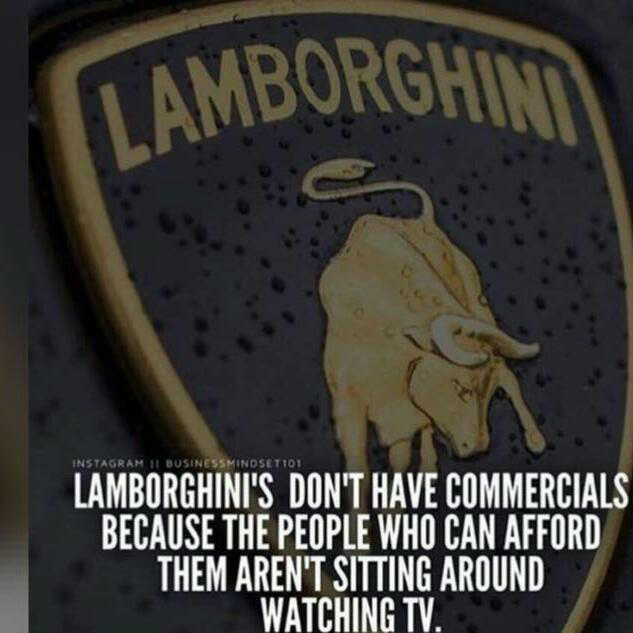 LAMBORGHINI
INSTAGRAM || BUSINESSMINDSET101
LAMBORGHINI'S DON'T HAVE COMMERCIALS
BECAUSE THE PEOPLE WHO CAN AFFORD
THEM AREN'T SITTING AROUND
WATCHING TV.